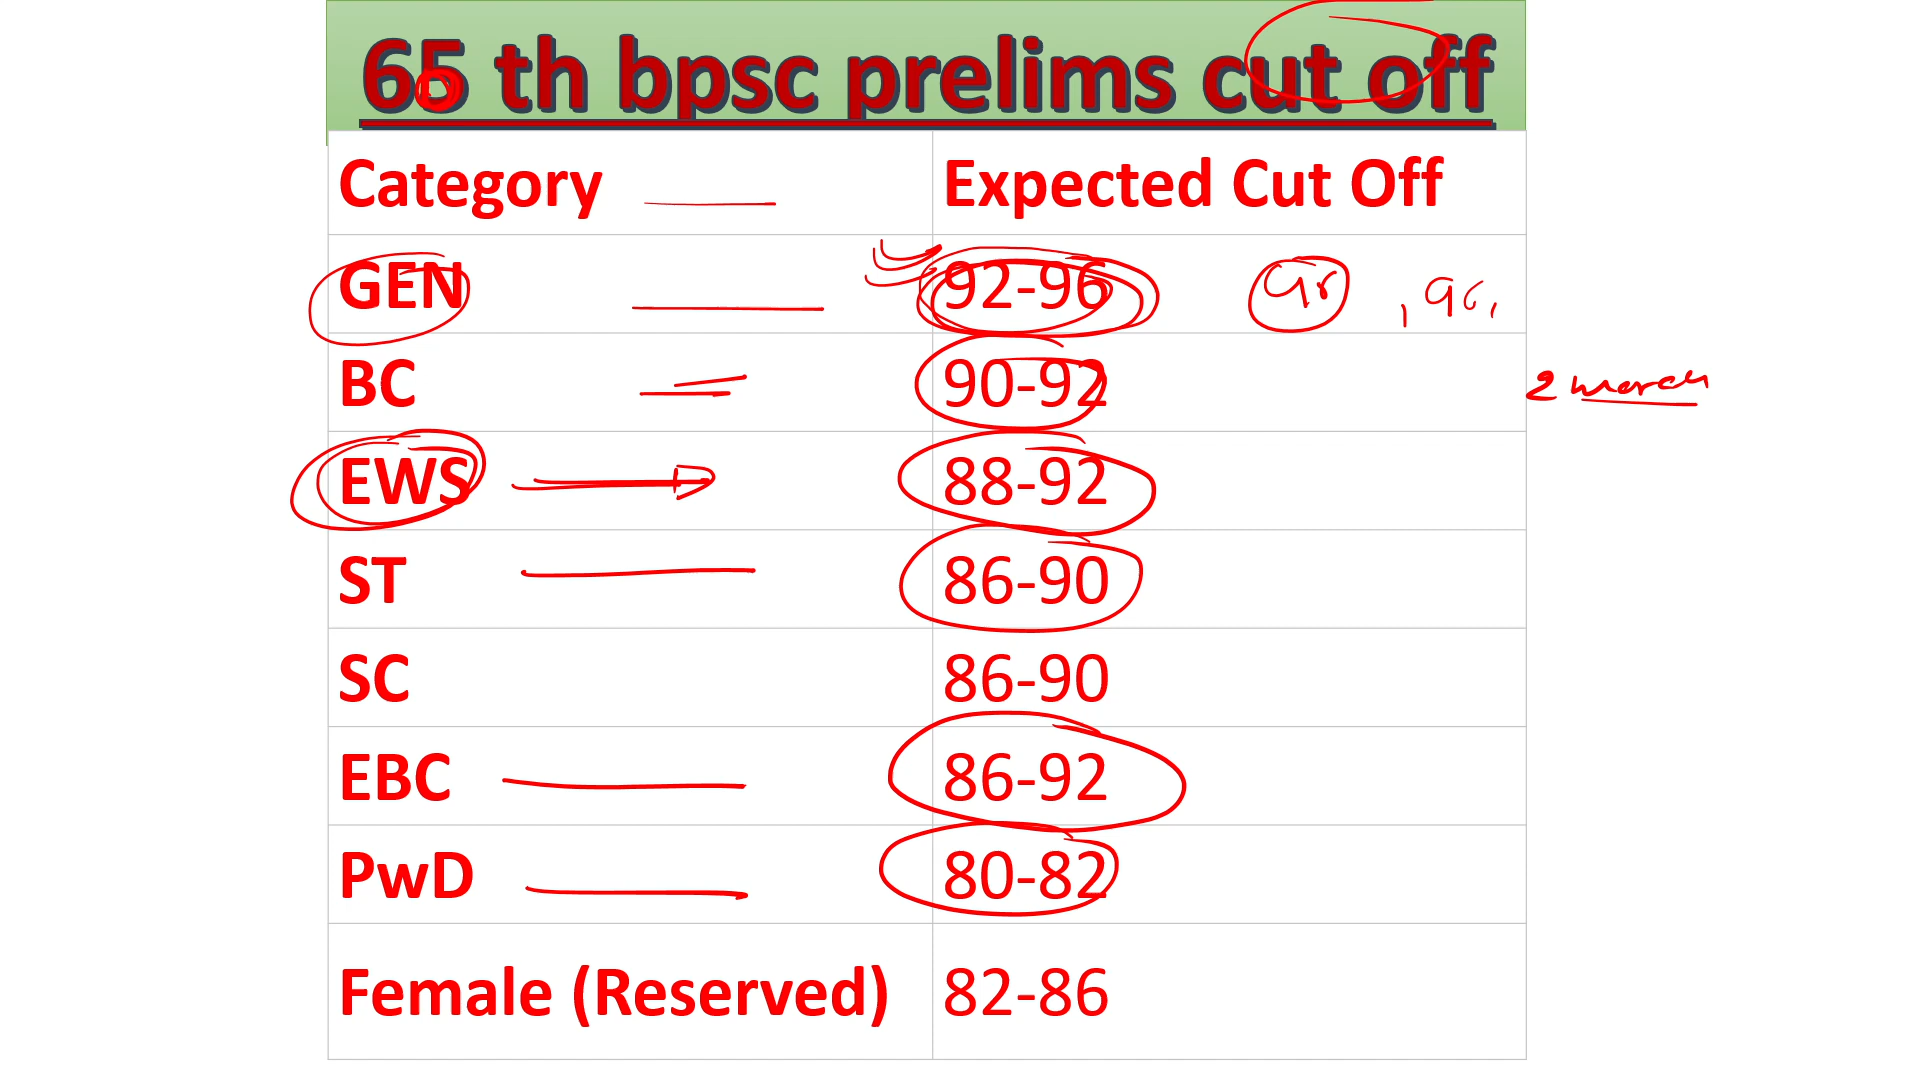 65 th bpsc prelims cut off
Category Expected Cut Off
GEN 92-96 , 96,
BC 90-92
2 march
EWS 88-92
ST 86-90
SC 86-90
EBC 86-92
PwD 80-82
Female (Reserved) 82-86